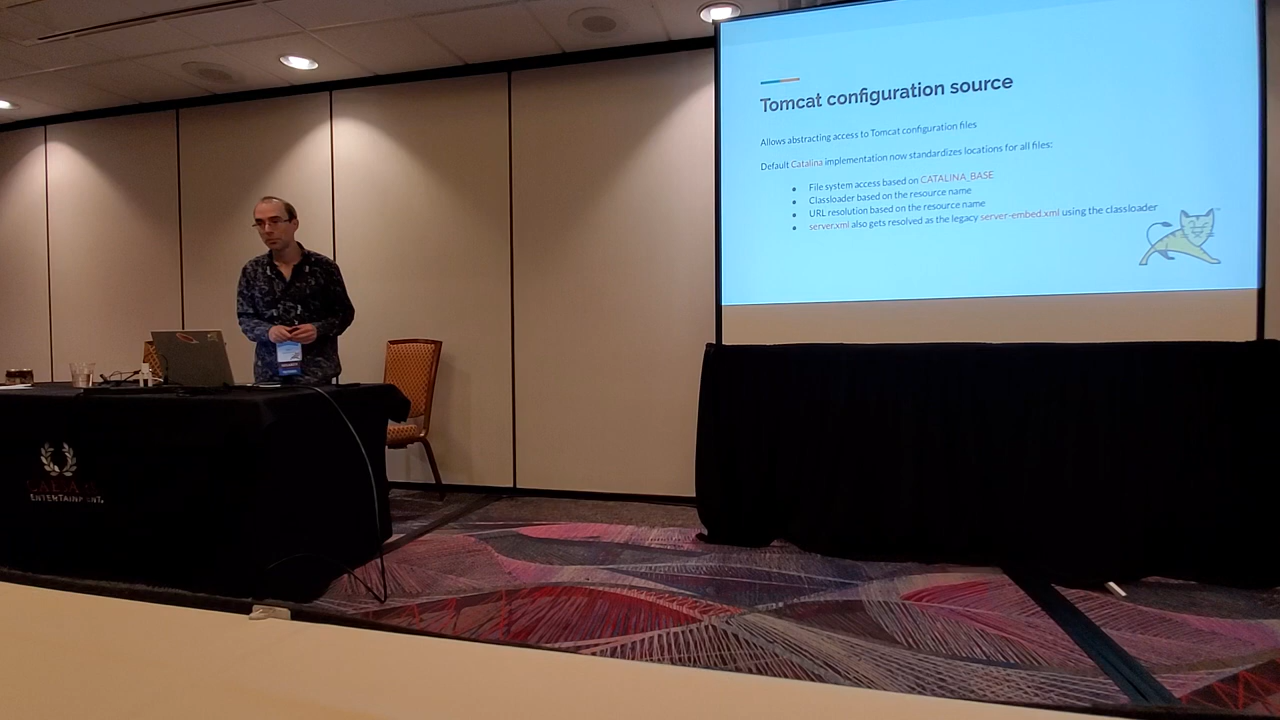 Tomcat configuration source
Allows abstracting access to Tomcat configuration files
Default Catalina implementation now standardizes locations for all files:
File system access based on CATALINA_BASE
Classloader based on the resource name
URL resolution based on the resource name
server.xml also gets resolved as the legacy server-embed.xml using the classloader
ENTERTAINMENT